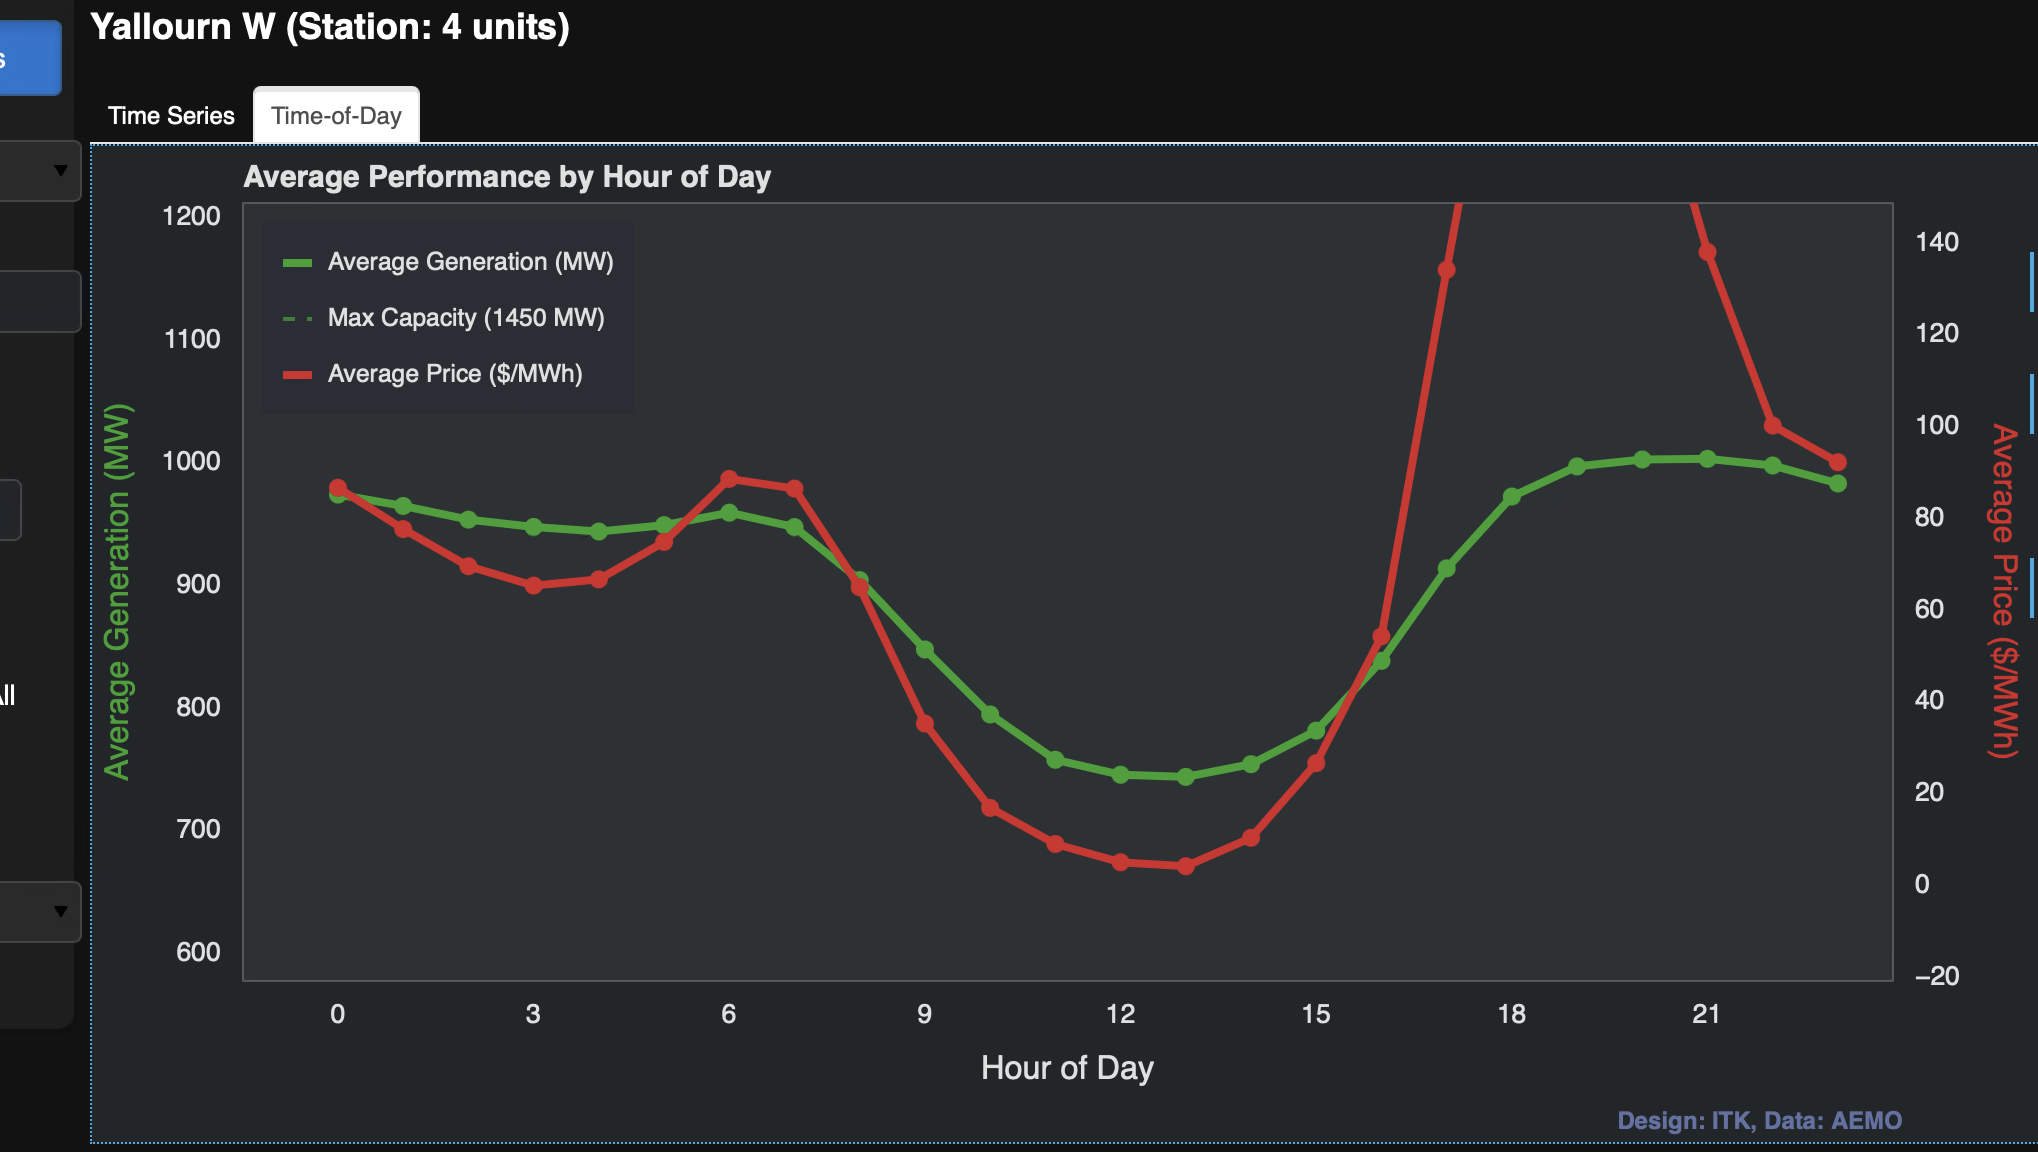 Yallourn W (Station: 4 units)
s
Time Series
Time-of-Day
Average Performance by Hour of Day
Average Generation (MW)
Max Capacity (1450 MW)
Average Price ($/MWh)
1200
1100
1000
900
800
700
600
Average Generation (MW)
140
120
100
80
60
40
20
0
−20
Average Price ($/MWh)
0 3 6 9 12 15 18 21
Hour of Day
Design: ITK, Data: AEMO